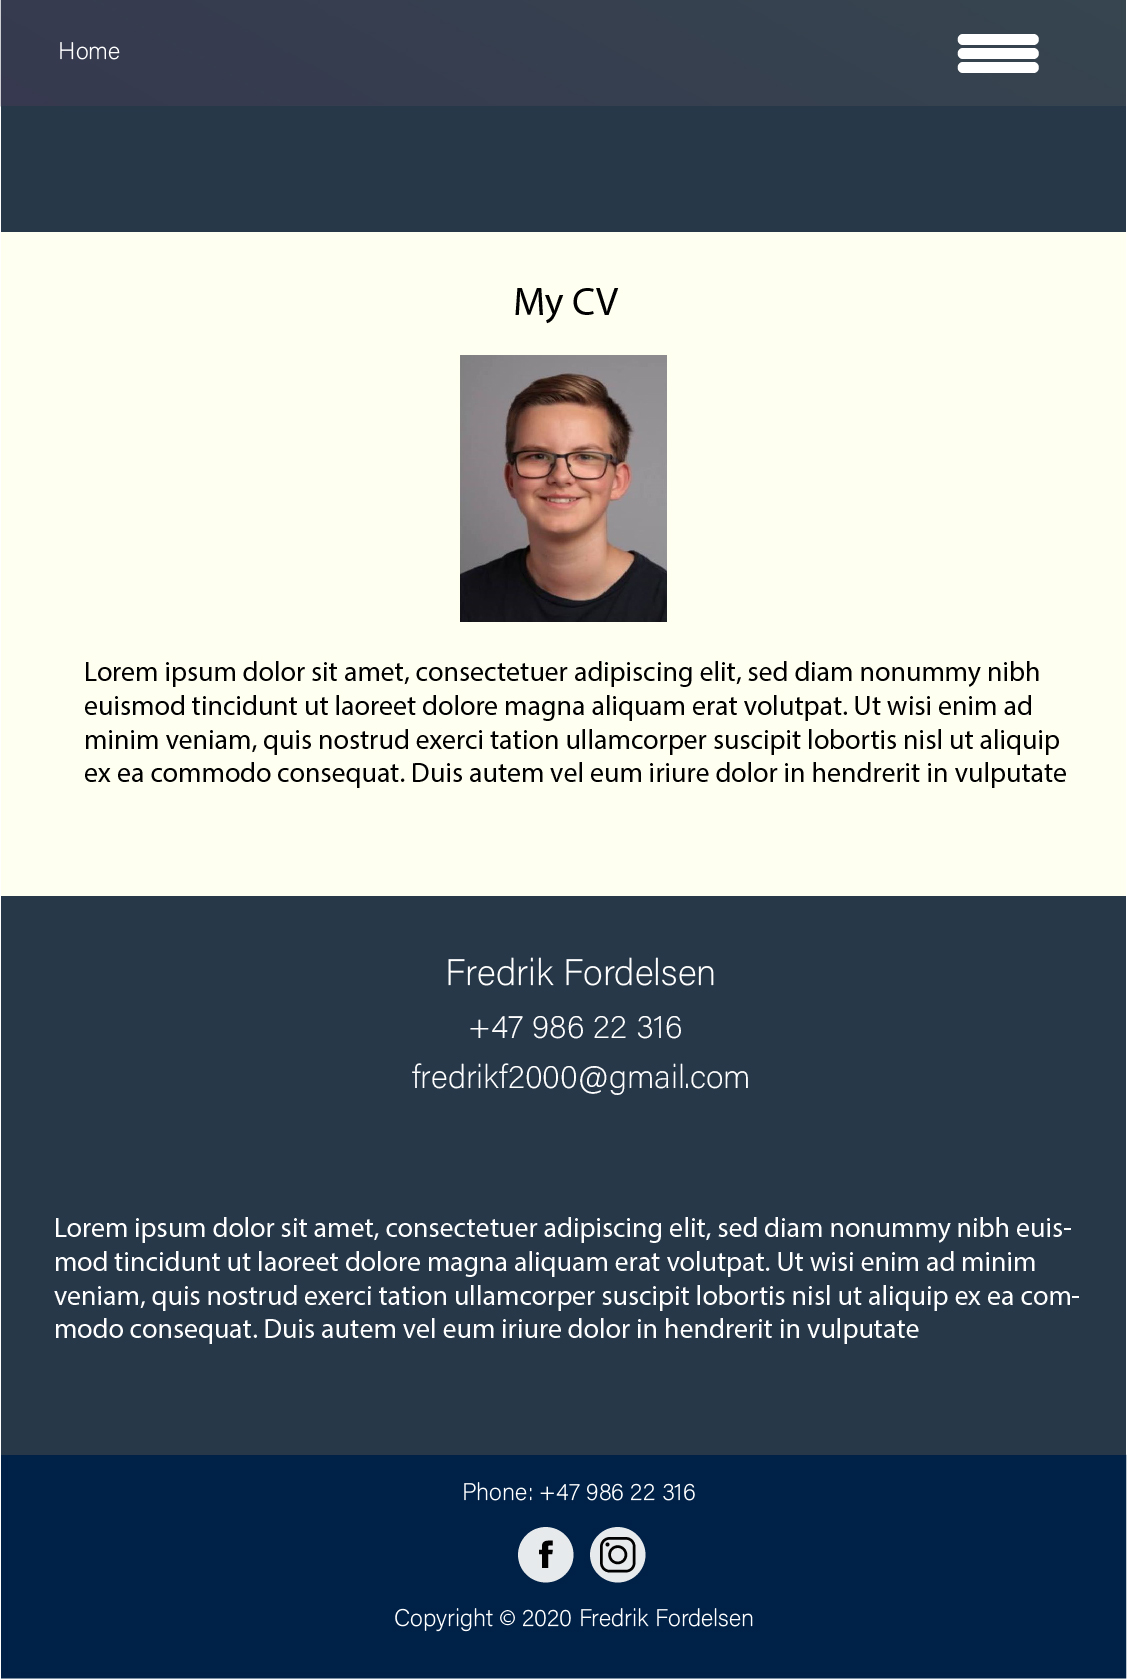 Home
My CV
Lorem ipsum dolor sit amet, consectetuer adipiscing elit, sed diam nonummy nibh
euismod tincidunt ut laoreet dolore magna aliquam erat volutpat. Ut wisi enim ad
minim veniam, quis nostrud exerci tation ullamcorper suscipit lobortis nisl ut aliquip
ex ea commodo consequat. Duis autem vel eum iriure dolor in hendrerit in vulputate
Fredrik Fordelsen
+47 986 22 316
fredrikf2000@gmail.com
Lorem ipsum dolor sit amet, consectetuer adipiscing elit, sed diam nonummy nibh euis-
mod tincidunt ut laoreet dolore magna aliquam erat volutpat. Ut wisi enim ad minim
veniam, quis nostrud exerci tation ullamcorper suscipit lobortis nisl ut aliquip ex ea com-
modo consequat. Duis autem vel eum iriure dolor in hendrerit in vulputate
Phone: +47 986 22 316
f
Copyright © 2020 Fredrik Fordelsen